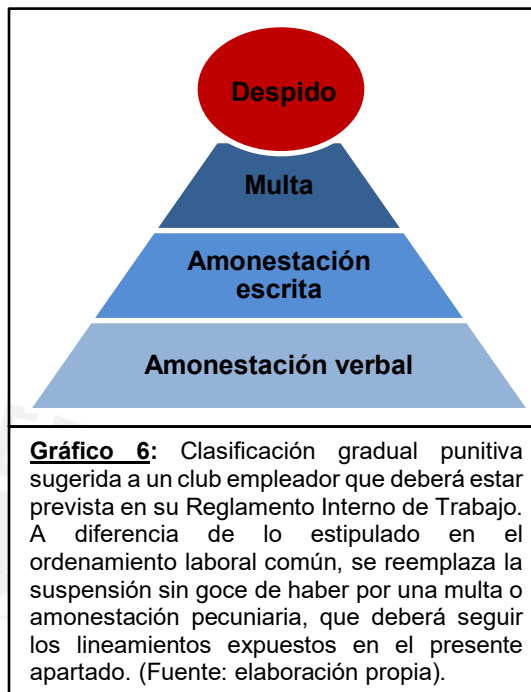 Despido
Multa
Amonestación
escrita
Amonestación verbal
Gráfico 6: Clasificación gradual punitiva
sugerida a un club empleador que deberá estar
prevista en su Reglamento Interno de Trabajo.
A diferencia de lo estipulado en el
ordenamiento laboral común, se reemplaza la
suspensión sin goce de haber por una multa o
amonestación pecuniaria, que deberá seguir
los lineamientos expuestos en el presente
apartado. (Fuente: elaboración propia).